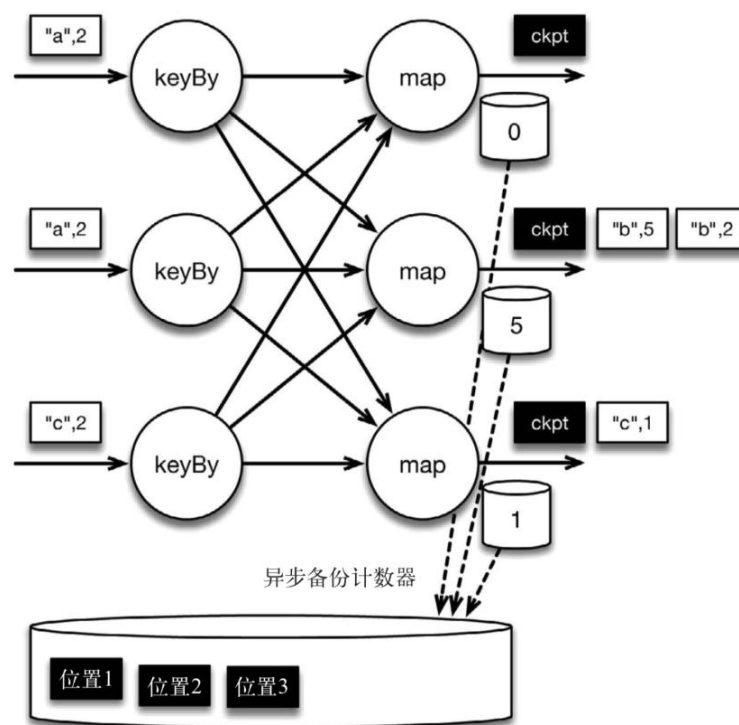 "a",2
ckpt
keyBy
map
0
"a",2
ckpt
"b",5
"b",2
keyBy
map
5
"c",2
ckpt
"c",1
keyBy
map
1
异步备份计数器
位置1
位置2
位置3